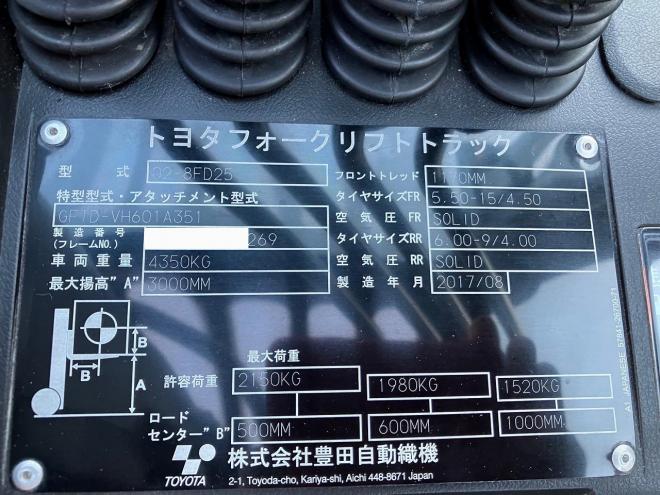 トヨタフォークリフトトラック
型 式 02-8FD25 フロントトレッド 1170MM
特型型式・アタッチメント型式 タイヤサイズFR 5.50-15/4.50
GFTD-VH601A351 空気圧 FR SOLID
製造番号 (フレームNO.) 269 タイヤサイズRR 6.00-9/4.00
車両重量 4350KG 空気圧 RR SOLID
最大揚高"A" 3000MM 製造年月 2017/08
B
B
A
最大荷重
許容荷重 2150KG 1980KG 1520KG
ロード
センター"B" 500MM 600MM 1000MM
TOYOTA 株式会社豊田自動織機
2-1, Toyoda-cho, Kariya-shi, Aichi 448-8671 Japan